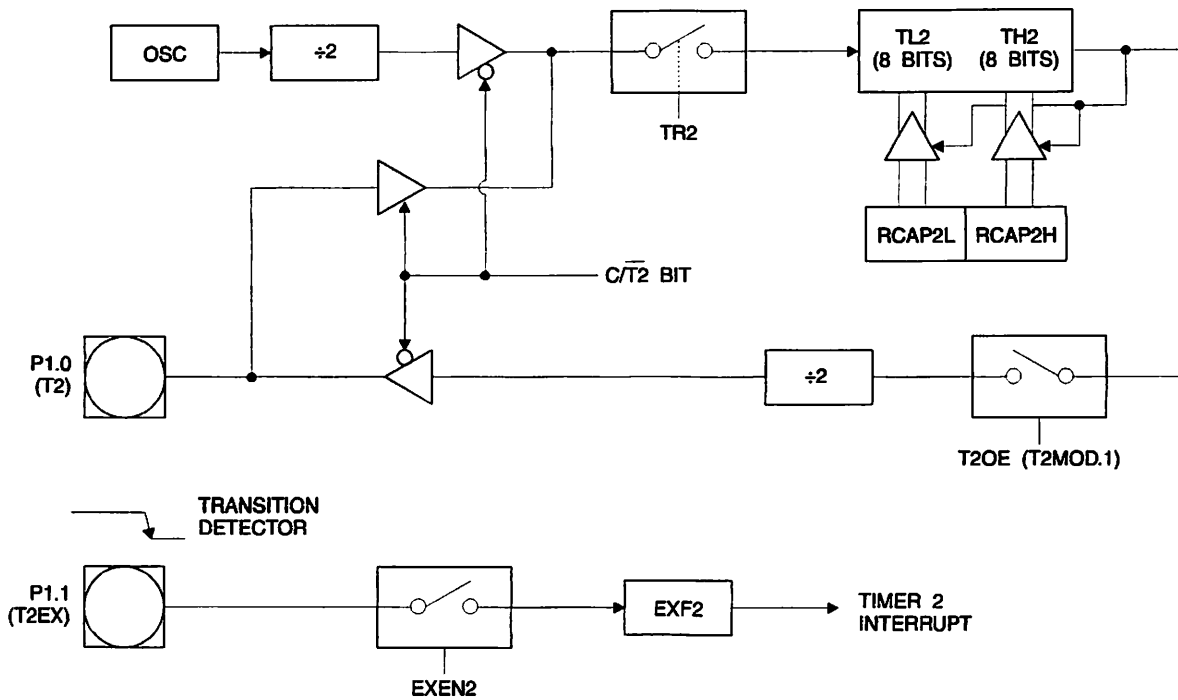 OSC
÷2
TR2
TL2
(8 BITS)
TH2
(8 BITS)
RCAP2L
RCAP2H
C/T̅2̅ BIT
P1.0
(T2)
÷2
T2OE (T2MOD.1)
TRANSITION
DETECTOR
P1.1
(T2EX)
EXEN2
EXF2
TIMER 2
INTERRUPT